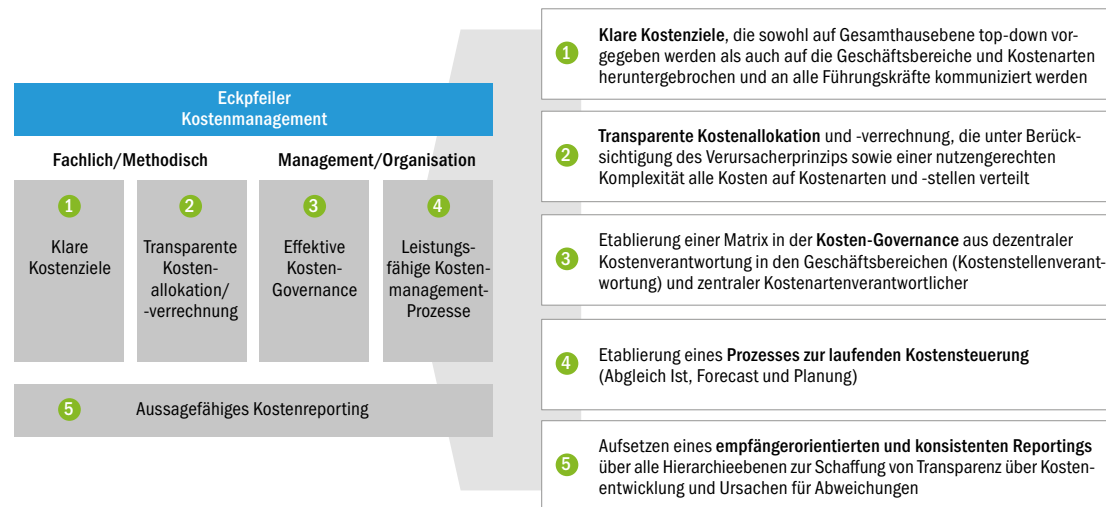 Eckpfeiler
Kostenmanagement
Fachlich/Methodisch
Management/Organisation
1
Klare
Kostenziele
2
Transparente
Kosten-
allokation/
-verrechnung
3
Effektive
Kosten-
Governance
4
Leistungs-
fähige Kosten-
management-
Prozesse
5
Aussagefähiges Kostenreporting
1
Klare Kostenziele, die sowohl auf Gesamthausebene top-down vor-
gegeben werden als auch auf die Geschäftsbereiche und Kostenarten
heruntergebrochen und an alle Führungskräfte kommuniziert werden
2
Transparente Kostenallokation und -verrechnung, die unter Berück-
sichtigung des Verursacherprinzips sowie einer nutzengerechten
Komplexität alle Kosten auf Kostenarten und -stellen verteilt
3
Etablierung einer Matrix in der Kosten-Governance aus dezentraler
Kostenverantwortung in den Geschäftsbereichen (Kostenstellenverant-
wortung) und zentraler Kostenartenverantwortlicher
4
Etablierung eines Prozesses zur laufenden Kostensteuerung
(Abgleich Ist, Forecast und Planung)
5
Aufsetzen eines empfängerorientierten und konsistenten Reportings
über alle Hierarchieebenen zur Schaffung von Transparenz über Kosten-
entwicklung und Ursachen für Abweichungen